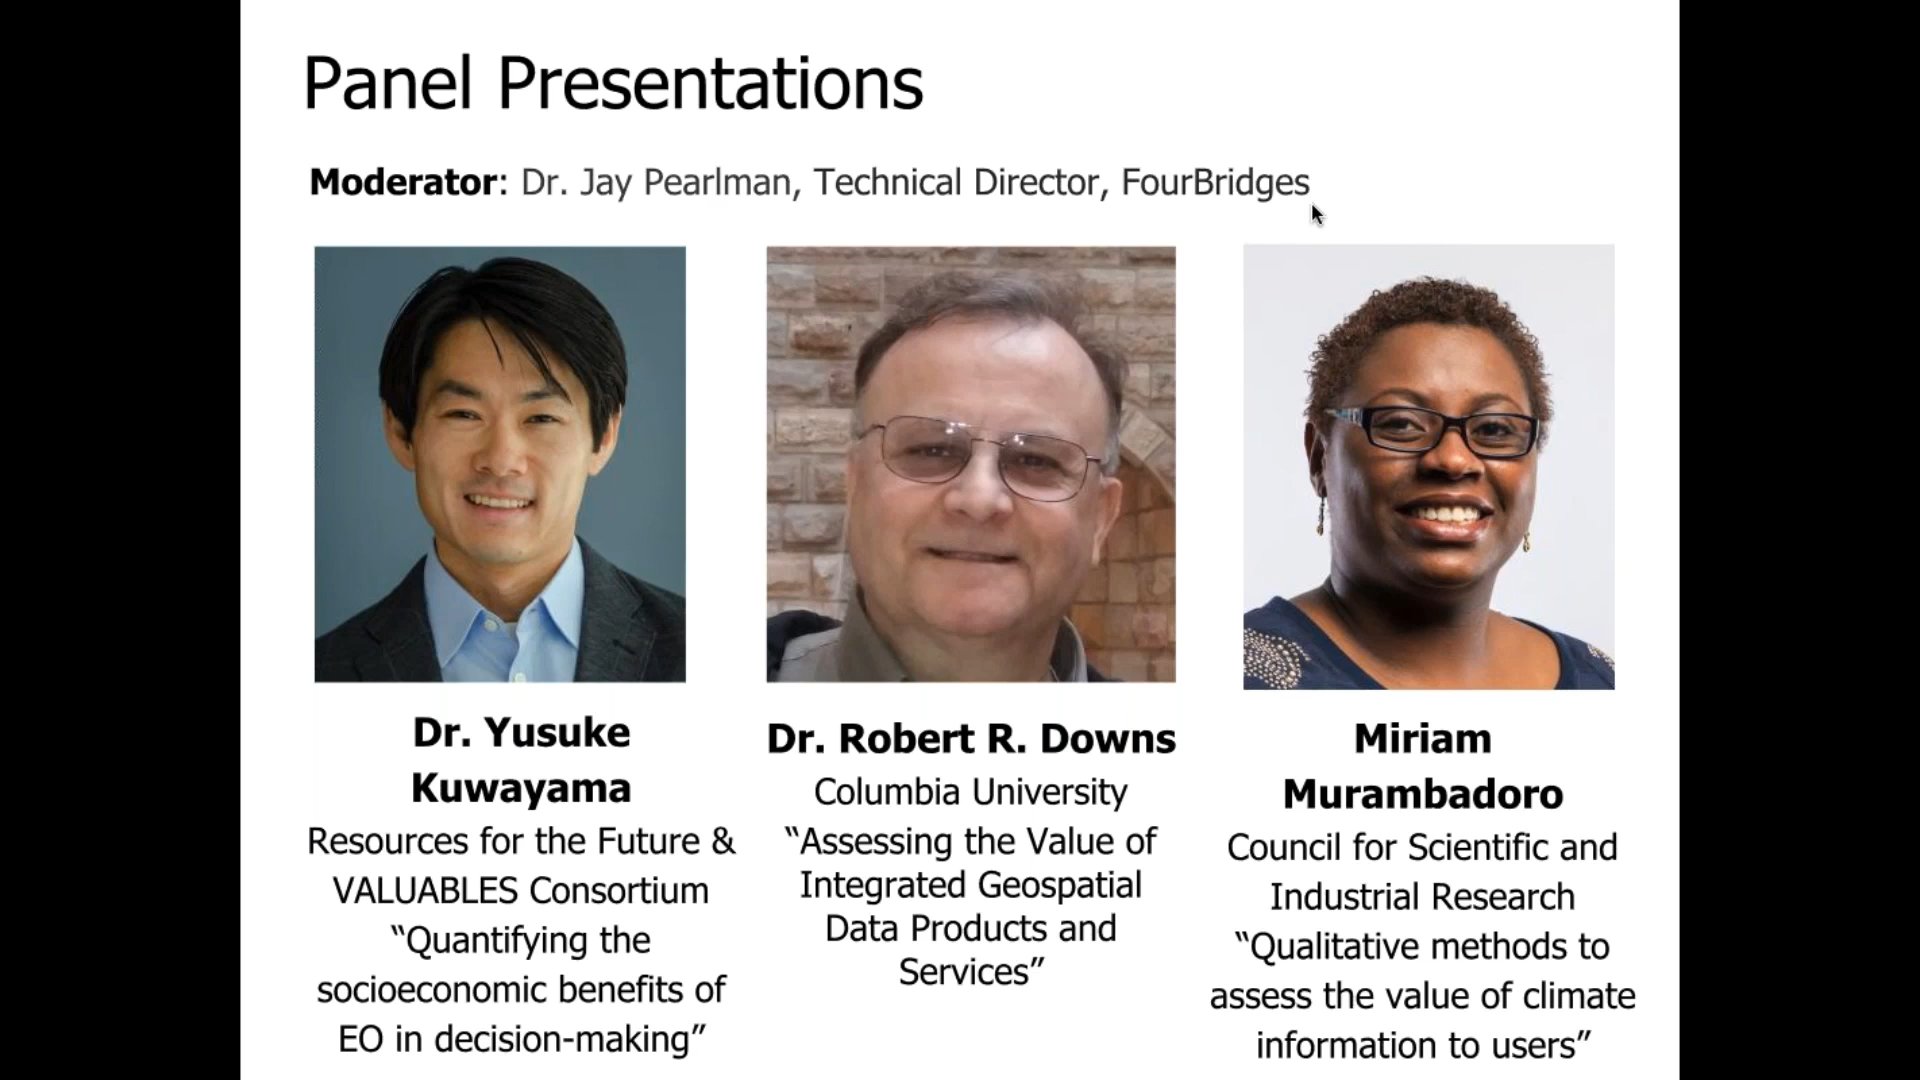 Panel Presentations
Moderator: Dr. Jay Pearlman, Technical Director, FourBridges
Dr. Yusuke
Kuwayama
Resources for the Future &
VALUABLES Consortium
“Quantifying the
socioeconomic benefits of
EO in decision-making”
Dr. Robert R. Downs
Columbia University
“Assessing the Value of
Integrated Geospatial
Data Products and
Services”
Miriam
Murambadoro
Council for Scientific and
Industrial Research
“Qualitative methods to
assess the value of climate
information to users”